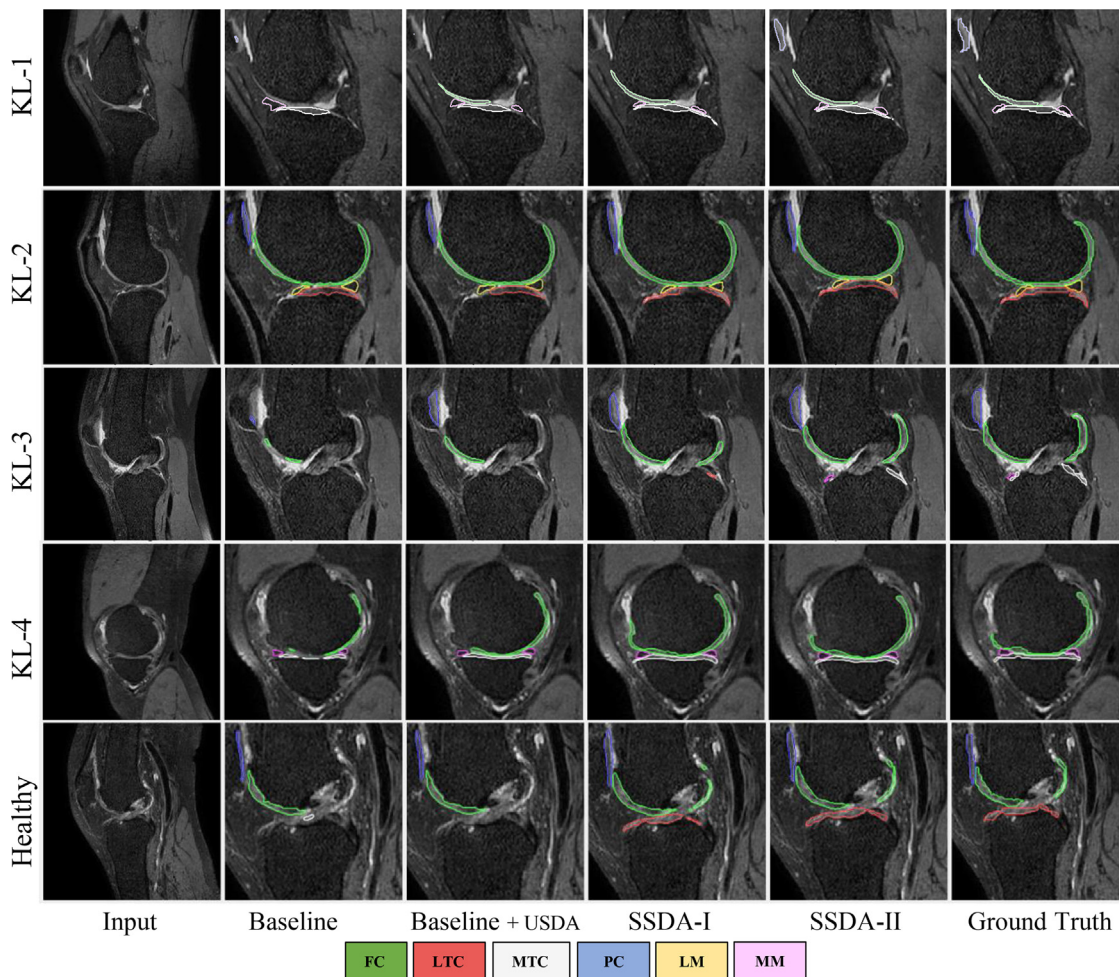 KL-1
KL-2
KL-3
KL-4
Healthy
Input Baseline Baseline + USDA SSDA-I SSDA-II Ground Truth
FC LTC MTC PC LM MM